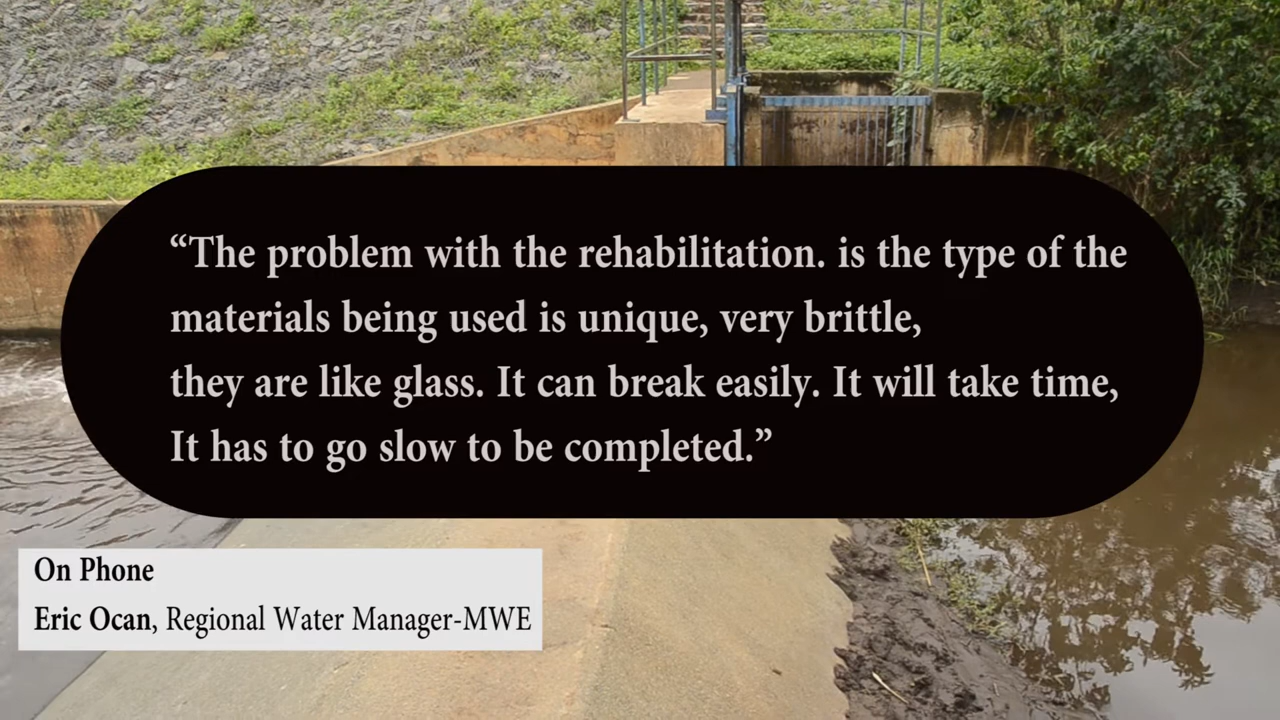 “The problem with the rehabilitation. is the type of the
materials being used is unique, very brittle,
they are like glass. It can break easily. It will take time,
It has to go slow to be completed.”
On Phone
Eric Ocan, Regional Water Manager-MWE